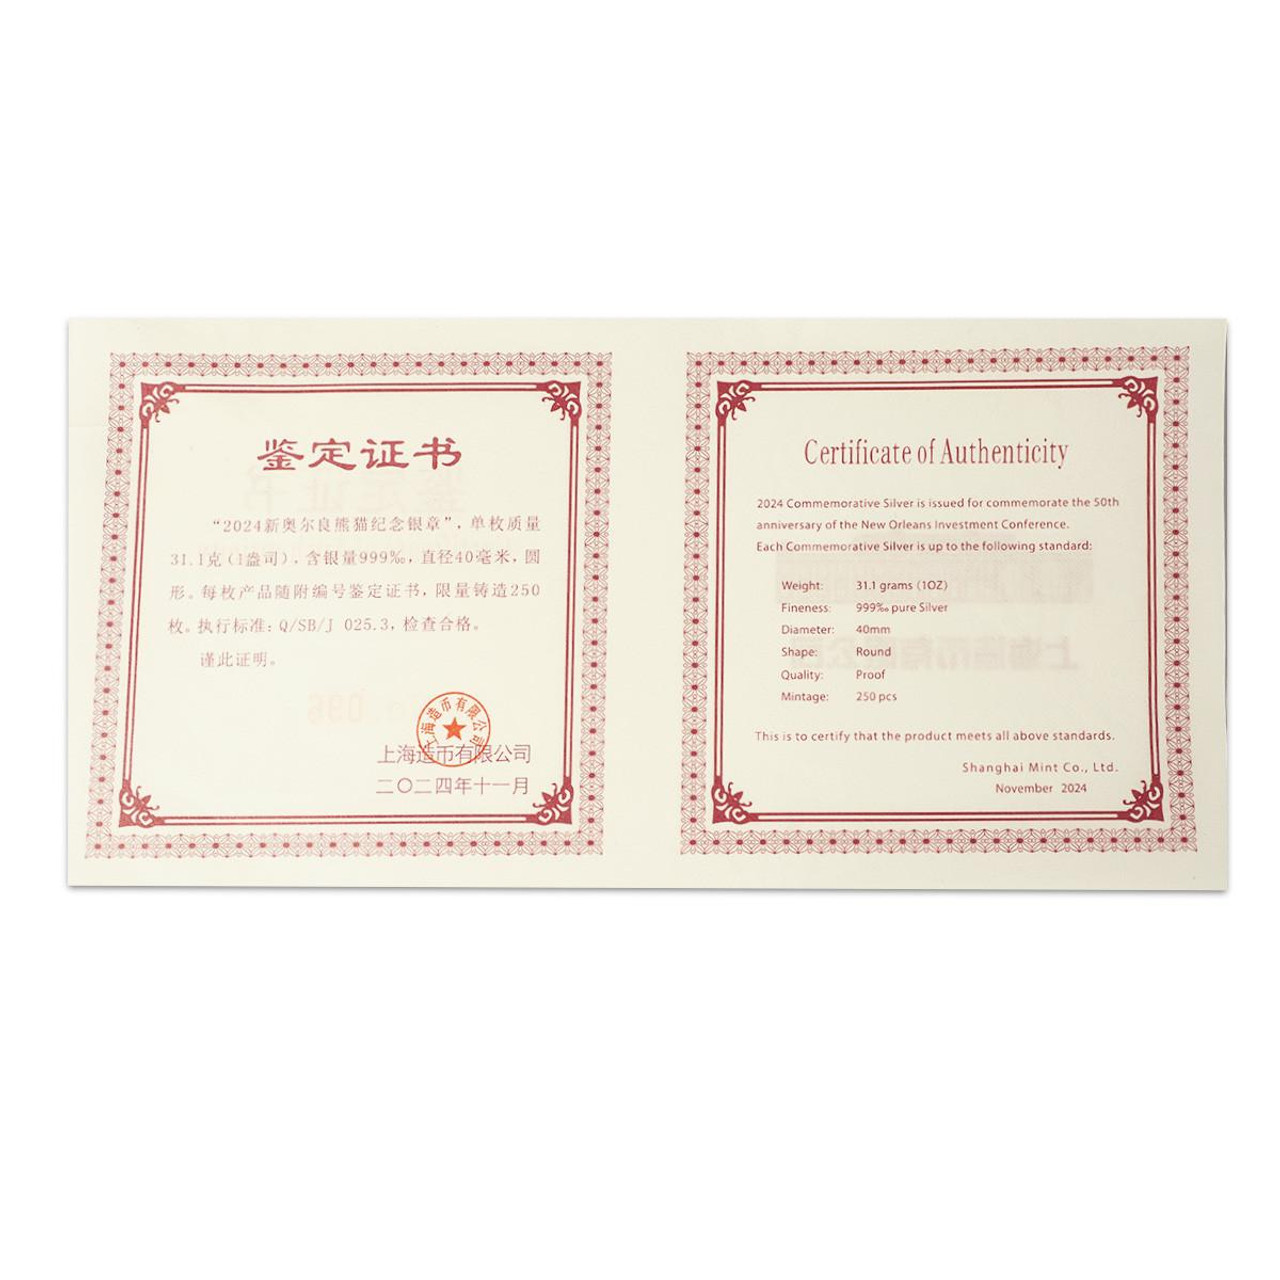 鉴定证书
“2024新奥尔良熊猫纪念银章”，单枚质量
31.1克（1盎司），含银量999‰，直径40毫米，圆
形。每枚产品随附编号鉴定证书，限量铸造250
枚。执行标准：Q/SB/J 025.3，检查合格。
谨此证明。
上海造币有限公司
上海造币有限公司
二〇二四年十一月
Certificate of Authenticity
2024 Commemorative Silver is issued for commemorate the 50th
anniversary of the New Orleans Investment Conference.
Each Commemorative Silver is up to the following standard:
Weight: 31.1 grams (1OZ)
Fineness: 999‰ pure Silver
Diameter: 40mm
Shape: Round
Quality: Proof
Mintage: 250 pcs
This is to certify that the product meets all above standards.
Shanghai Mint Co., Ltd.
November 2024